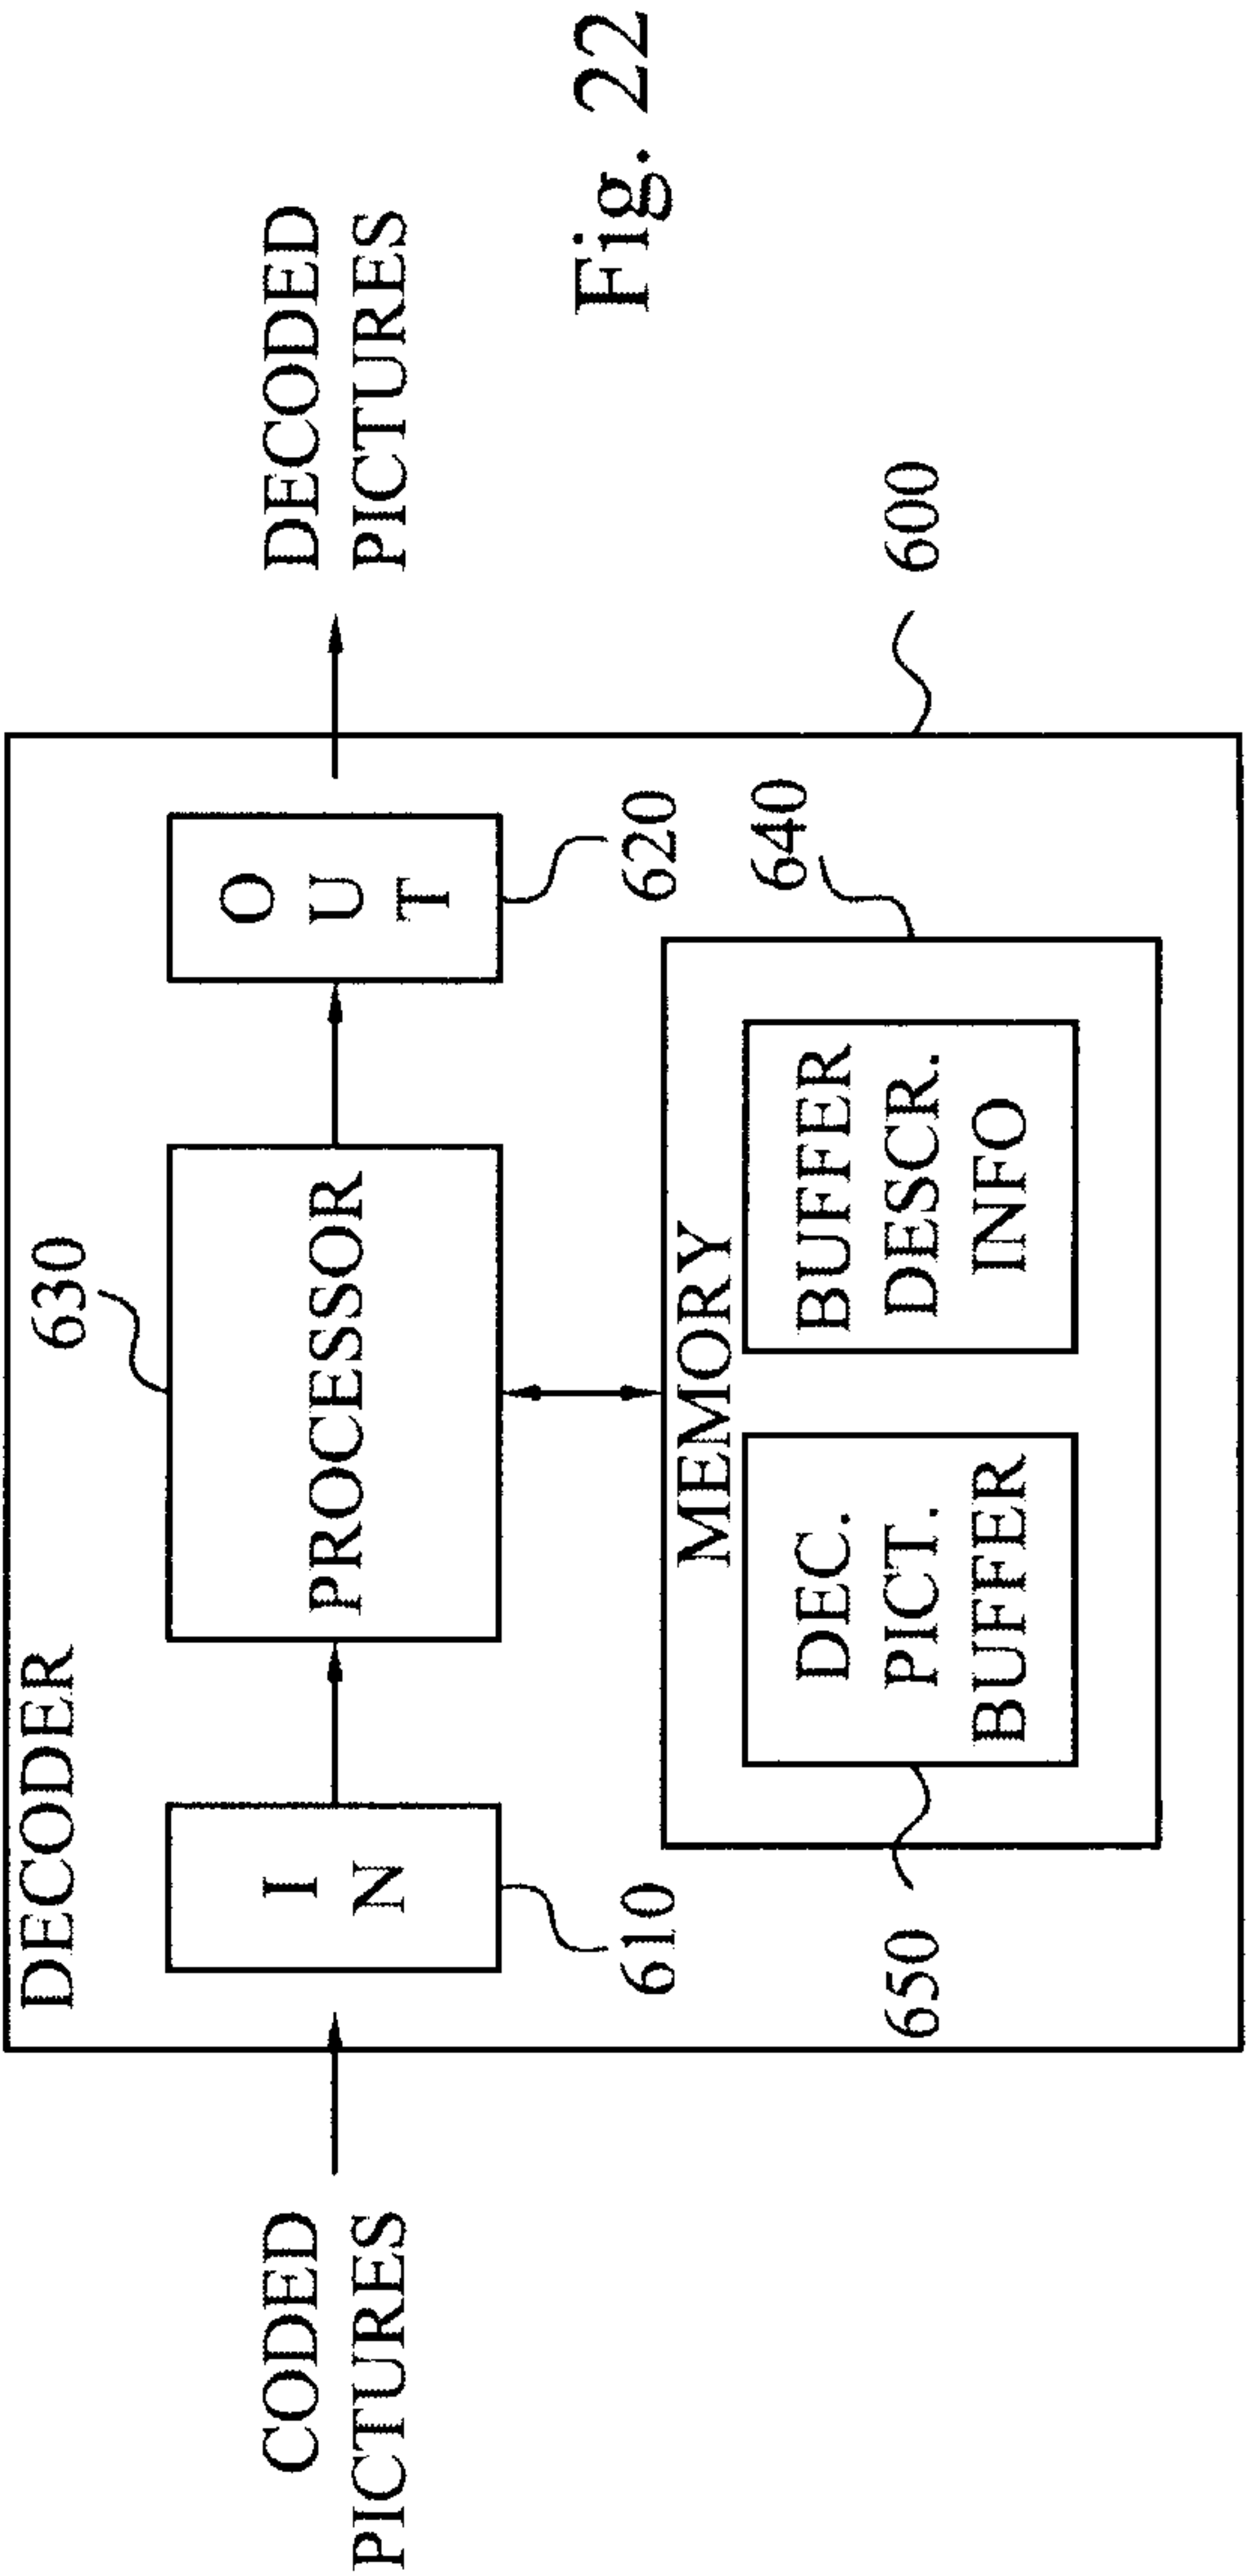 DECODER
630
CODED
PICTURES
I
N
PROCESSOR
O
U
T
DECODED
PICTURES
610
620
MEMORY
640
DEC.
PICT.
BUFFER
BUFFER
DESCR.
INFO
650
600
Fig. 22